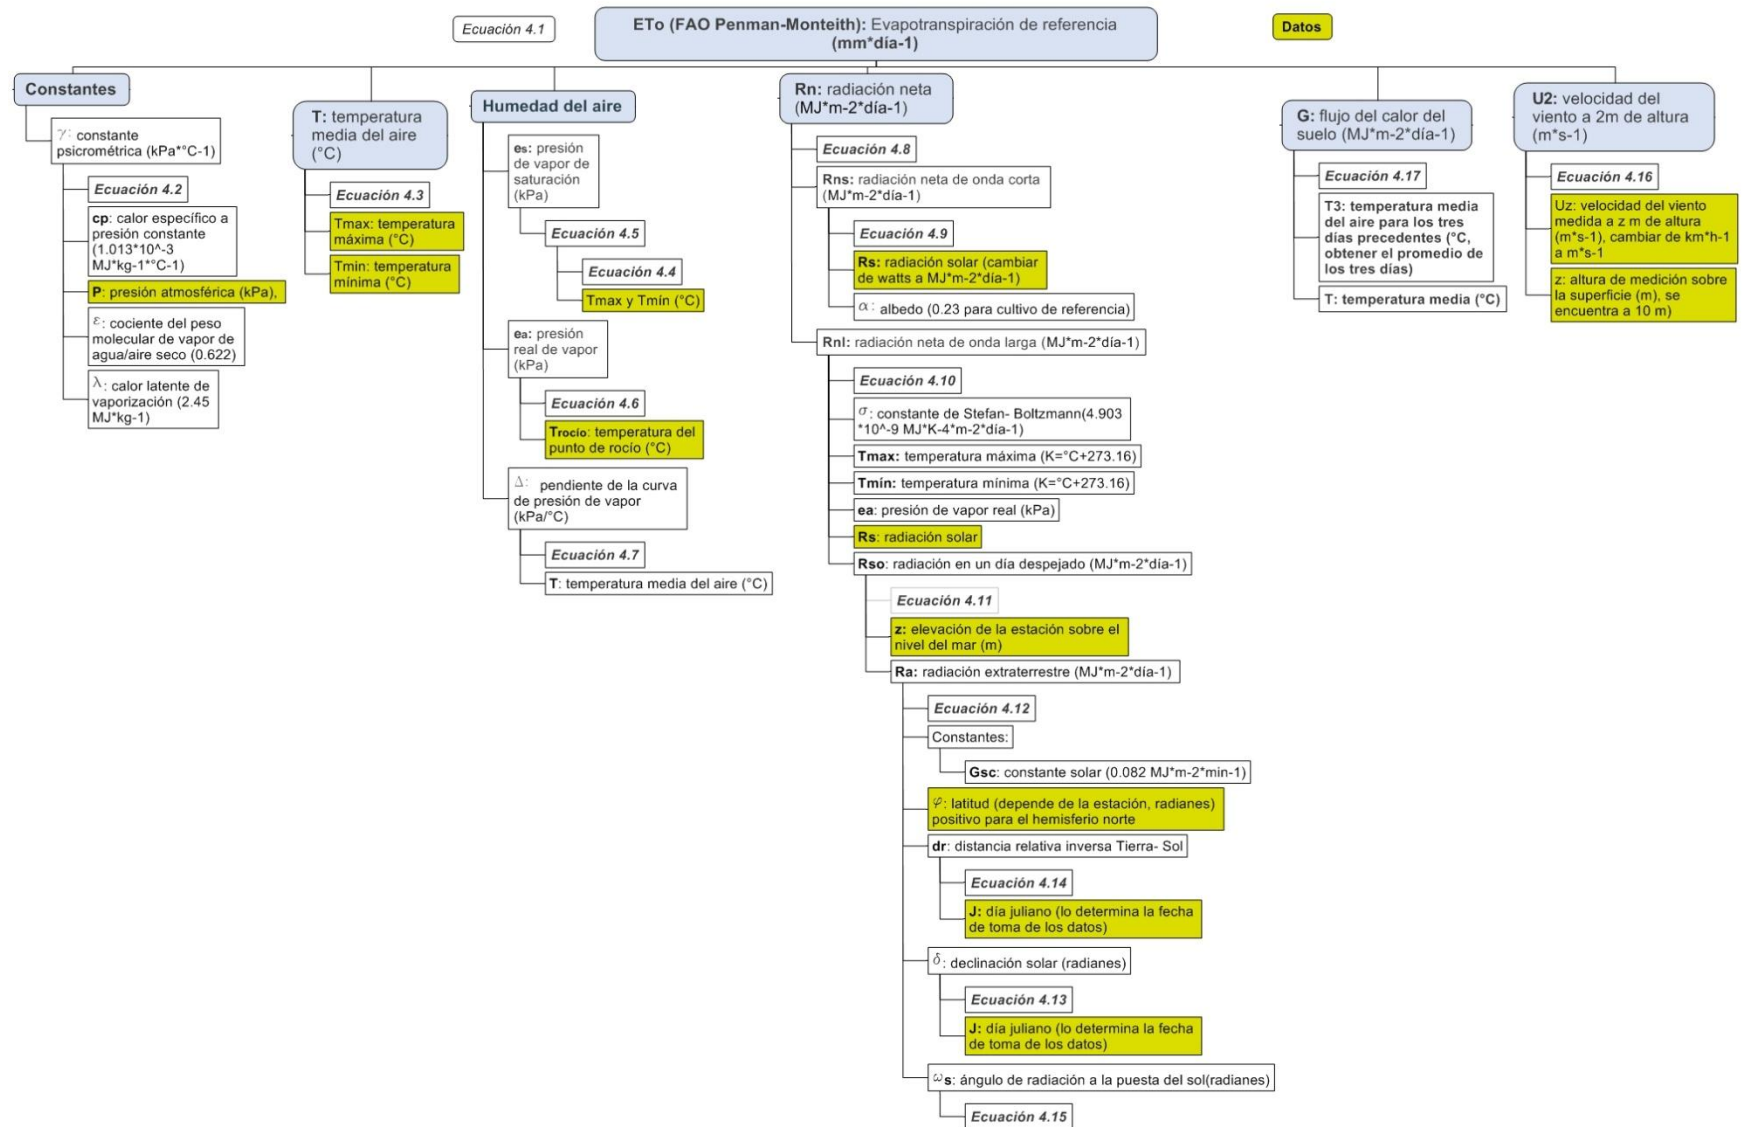 Ecuación 4.1
ETo (FAO Penman-Monteith): Evapotranspiración de referencia
(mm*día-1)
Datos
Constantes
γ: constante
psicrométrica (kPa*°C-1)
Ecuación 4.2
cp: calor específico a
presión constante
(1.013*10^-3
MJ*kg-1*°C-1)
P: presión atmosférica (kPa),
ε: cociente del peso
molecular de vapor de
agua/aire seco (0.622)
λ: calor latente de
vaporización (2.45
MJ*kg-1)
T: temperatura
media del aire
(°C)
Ecuación 4.3
Tmax: temperatura
máxima (°C)
Tmin: temperatura
mínima (°C)
Humedad del aire
es: presión
de vapor de
saturación
(kPa)
Ecuación 4.5
Ecuación 4.4
Tmax y Tmín (°C)
ea: presión
real de vapor
(kPa)
Ecuación 4.6
Trocío: temperatura del
punto de rocío (°C)
Δ: pendiente de la curva
de presión de vapor
(kPa/°C)
Ecuación 4.7
T: temperatura media del aire (°C)
Rn: radiación neta
(MJ*m-2*día-1)
Ecuación 4.8
Rns: radiación neta de onda corta
(MJ*m-2*día-1)
Ecuación 4.9
Rs: radiación solar (cambiar
de watts a MJ*m-2*día-1)
α: albedo (0.23 para cultivo de referencia)
Rnl: radiación neta de onda larga (MJ*m-2*día-1)
Ecuación 4.10
σ: constante de Stefan- Boltzmann(4.903
*10^-9 MJ*K-4*m-2*día-1)
Tmax: temperatura máxima (K=°C+273.16)
Tmín: temperatura mínima (K=°C+273.16)
ea: presión de vapor real (kPa)
Rs: radiación solar
Rso: radiación en un día despejado (MJ*m-2*día-1)
Ecuación 4.11
z: elevación de la estación sobre el
nivel del mar (m)
Ra: radiación extraterrestre (MJ*m-2*día-1)
Ecuación 4.12
Constantes:
Gsc: constante solar (0.082 MJ*m-2*min-1)
φ: latitud (depende de la estación, radianes)
positivo para el hemisferio norte
dr: distancia relativa inversa Tierra- Sol
Ecuación 4.14
J: día juliano (lo determina la fecha
de toma de los datos)
δ: declinación solar (radianes)
Ecuación 4.13
J: día juliano (lo determina la fecha
de toma de los datos)
ωs: ángulo de radiación a la puesta del sol(radianes)
Ecuación 4.15
G: flujo del calor del
suelo (MJ*m-2*día-1)
Ecuación 4.17
T3: temperatura media
del aire para los tres
días precedentes (°C,
obtener el promedio de
los tres días)
T: temperatura media (°C)
U2: velocidad del
viento a 2m de altura
(m*s-1)
Ecuación 4.16
Uz: velocidad del viento
medida a z m de altura
(m*s-1), cambiar de km*h-1
a m*s-1
z: altura de medición sobre
la superficie (m), se
encuentra a 10 m)